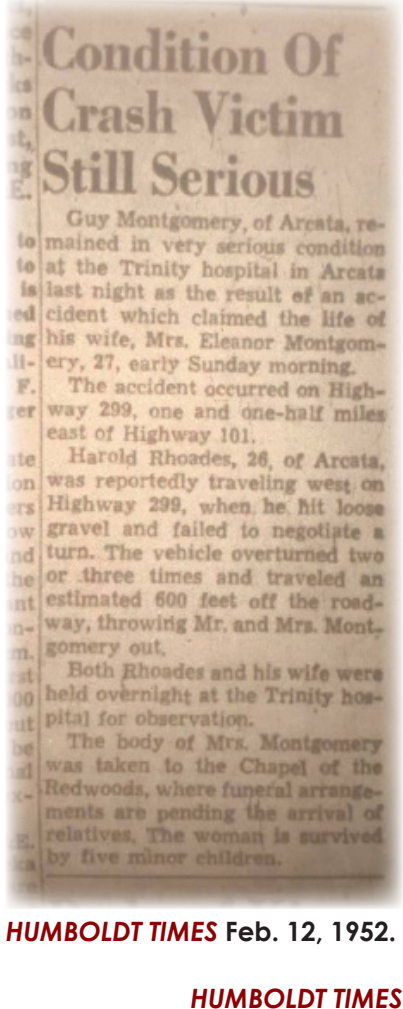 Condition Of
Crash Victim
Still Serious
Guy Montgomery, of Arcata, re-
mained in very serious condition
at the Trinity hospital in Arcata
last night as the result of an ac-
cident which claimed the life of
his wife, Mrs. Eleanor Montgom-
ery, 27, early Sunday morning.
The accident occurred on High-
way 299, one and one-half miles
east of Highway 101.
Harold Rhoades, 26, of Arcata,
was reportedly traveling west on
Highway 299, when he hit loose
gravel and failed to negotiate a
turn. The vehicle overturned two
or three times and traveled an
estimated 600 feet off the road-
way, throwing Mr. and Mrs. Mont-
gomery out.
Both Rhoades and his wife were
held overnight at the Trinity hos-
pital for observation.
The body of Mrs. Montgomery
was taken to the Chapel of the
Redwoods, where funeral arrange-
ments are pending the arrival of
relatives. The woman is survived
by five minor children.
HUMBOLDT TIMES Feb. 12, 1952.
HUMBOLDT TIMES